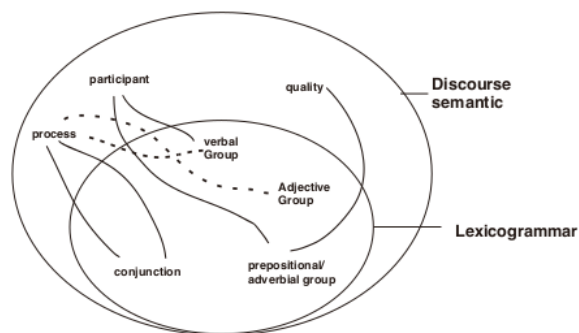 participant
quality
Discourse
semantic
process
verbal
Group
Adjective
Group
Lexicogrammar
conjunction
prepositional/
adverbial group